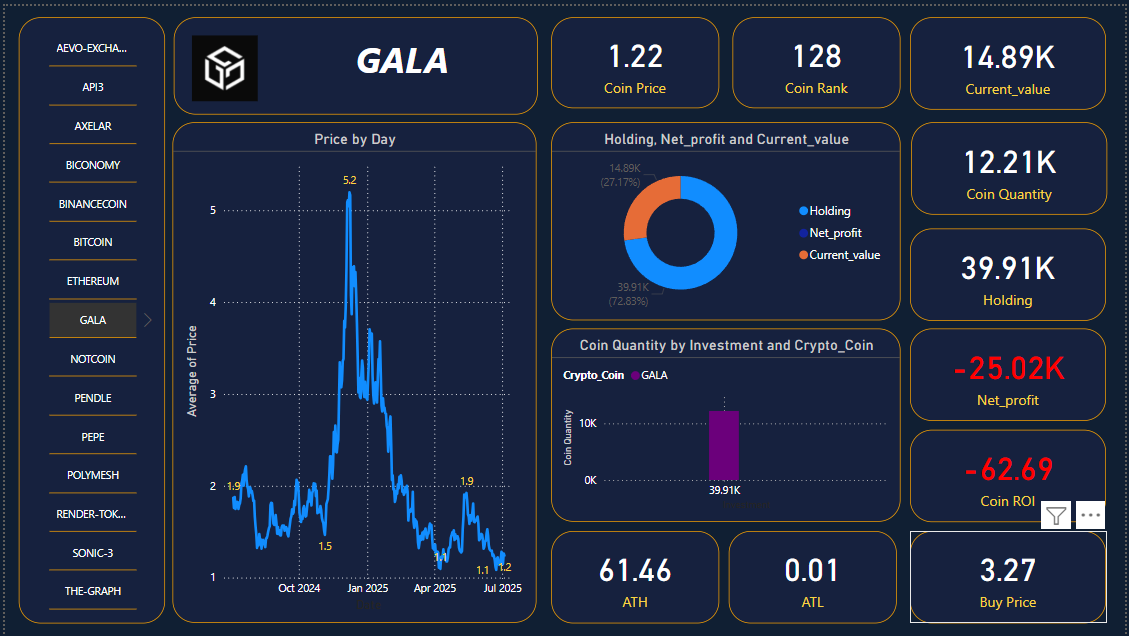 AEVO-EXCHA...
API3
AXELAR
BICONOMY
BINANCECOIN
BITCOIN
ETHEREUM
GALA
NOTCOIN
PENDLE
PEPE
POLYMESH
RENDER-TOK...
SONIC-3
THE-GRAPH
GALA
1.22
Coin Price
128
Coin Rank
14.89K
Current_value
Price by Day
Average of Price
5
4
3
2
1
5.2
1.9
1.5
1.1
1.9
1.1
1.2
Oct 2024 Jan 2025 Apr 2025 Jul 2025
Holding, Net_profit and Current_value
14.89K
(27.17%)
39.91K
(72.83%)
Holding
Net_profit
Current_value
12.21K
Coin Quantity
39.91K
Holding
Coin Quantity by Investment and Crypto_Coin
Crypto_Coin GALA
Coin Quantity
10K
0K
39.91K
-25.02K
Net_profit
-62.69
Coin ROI
61.46
ATH
0.01
ATL
3.27
Buy Price